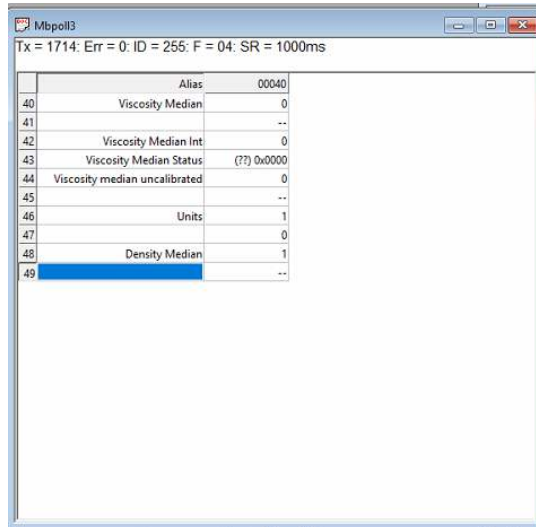 Mbpoll3
Tx = 1714: Err = 0: ID = 255: F = 04: SR = 1000ms
Alias 00040
40 Viscosity Median 0
41 --
42 Viscosity Median Int 0
43 Viscosity Median Status (??) 0x0000
44 Viscosity median uncalibrated 0
45 --
46 Units 1
47 0
48 Density Median 1
49 --